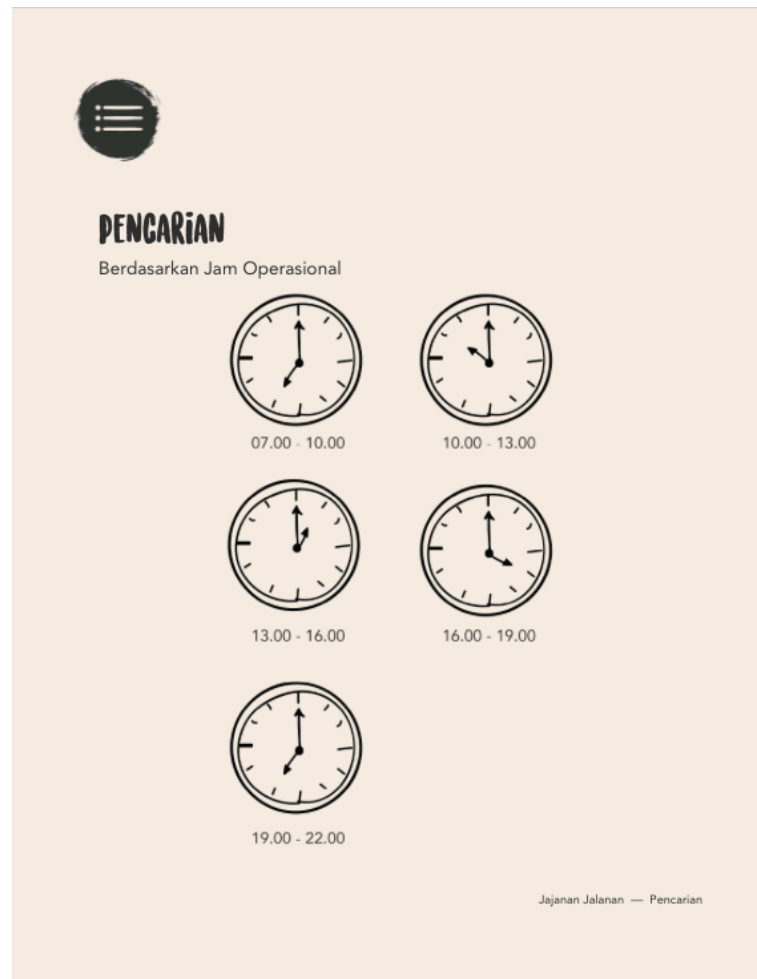 PENCARiAN
Berdasarkan Jam Operasional
07.00 - 10.00
10.00 - 13.00
13.00 - 16.00
16.00 - 19.00
19.00 - 22.00
Jajanan Jalanan — Pencarian